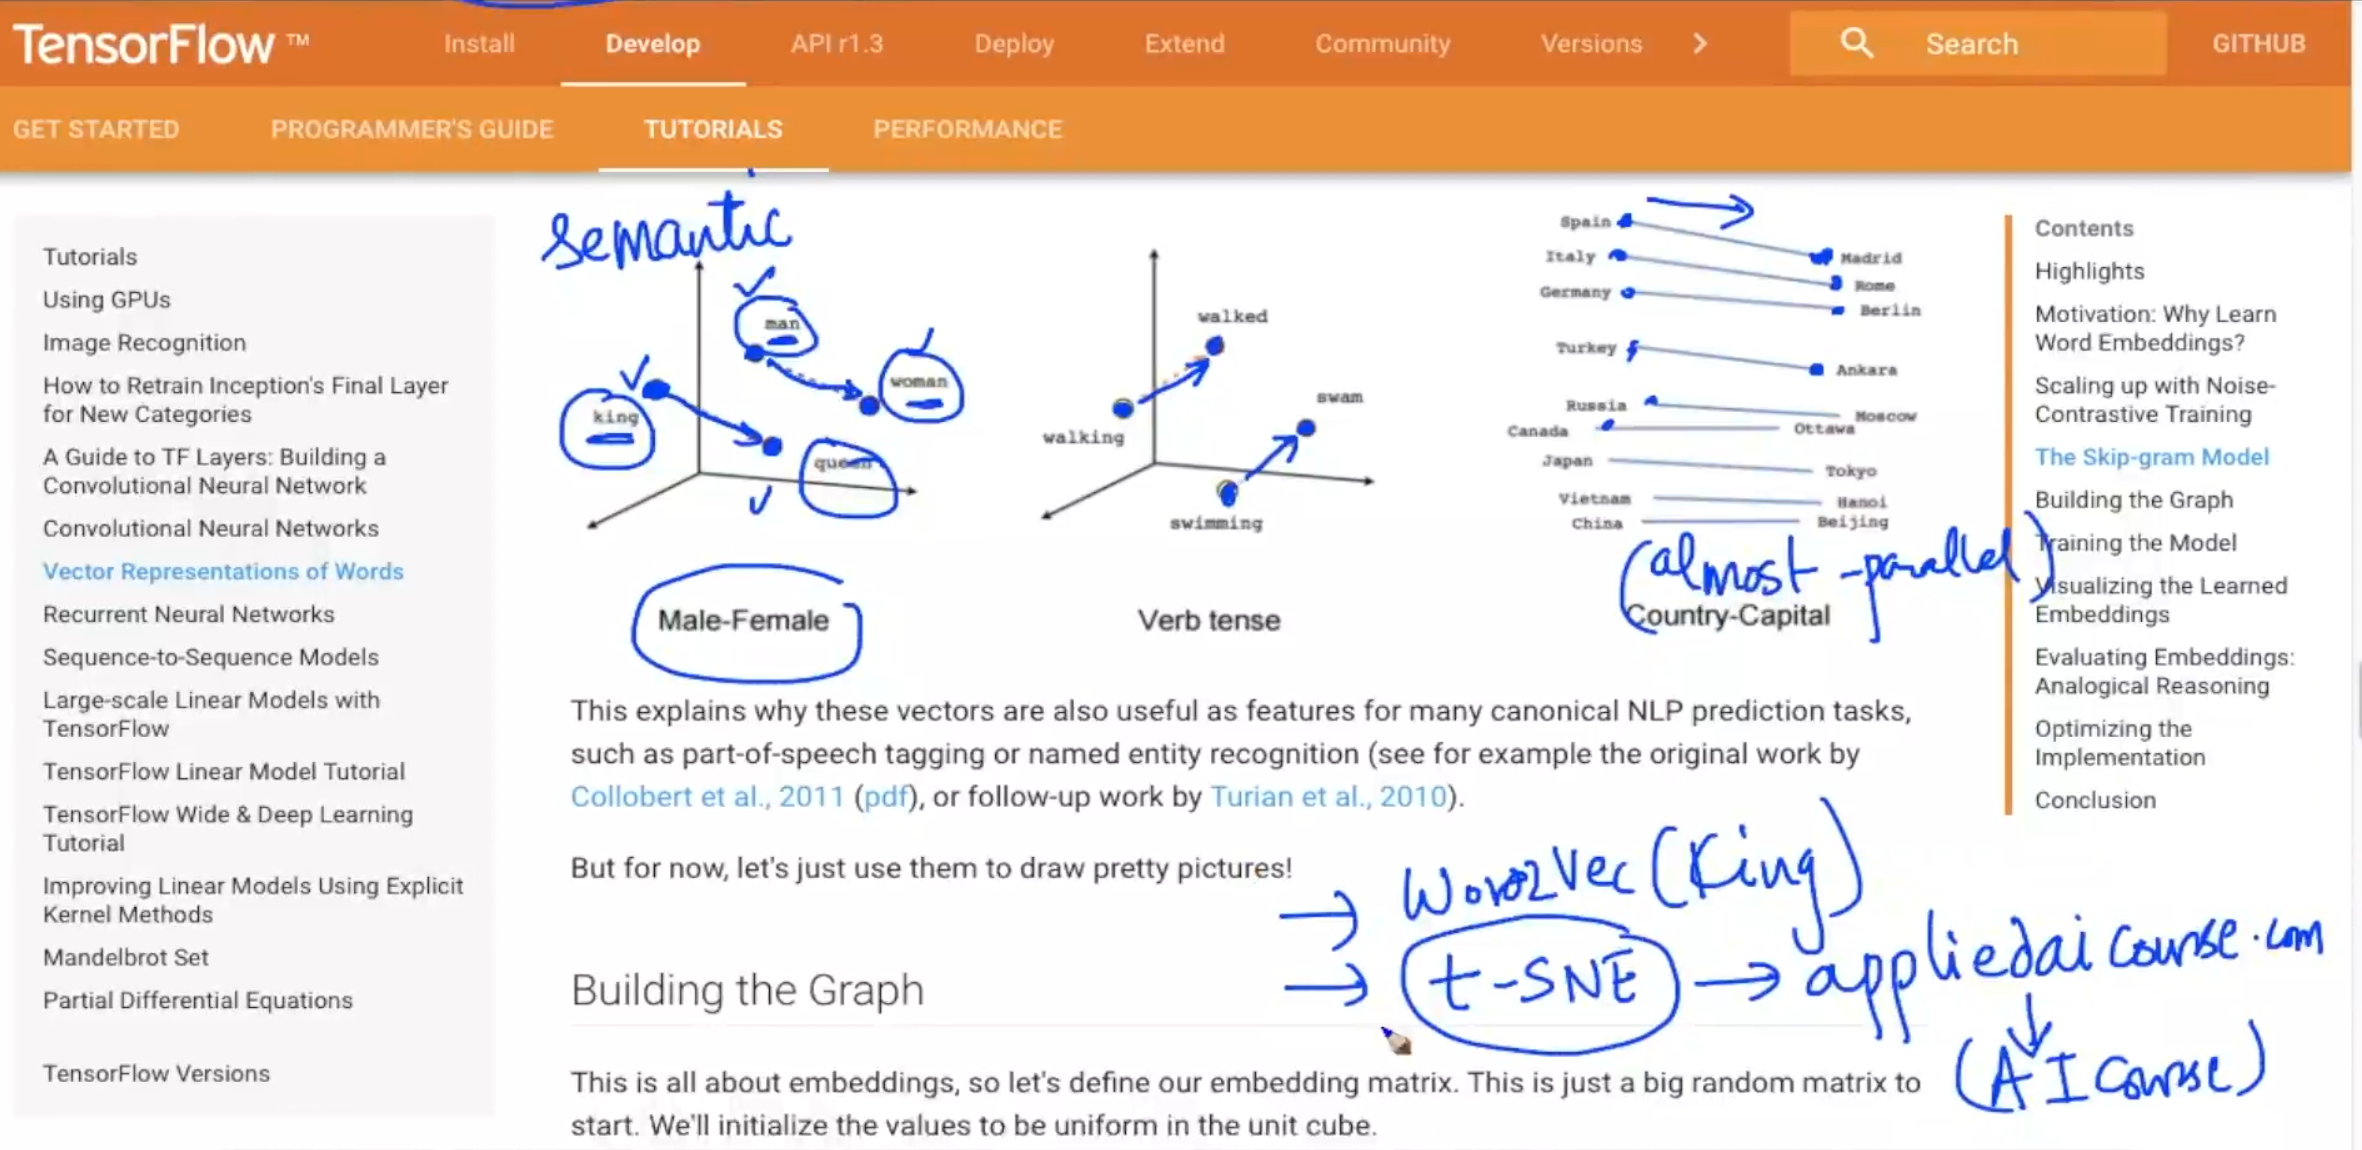 TensorFlow ™ Install Develop API r1.3 Deploy Extend Community Versions Search GITHUB
GET STARTED PROGRAMMER'S GUIDE TUTORIALS PERFORMANCE
Tutorials
Using GPUs
Image Recognition
How to Retrain Inception's Final Layer
for New Categories
A Guide to TF Layers: Building a
Convolutional Neural Network
Convolutional Neural Networks
Vector Representations of Words
Recurrent Neural Networks
Sequence-to-Sequence Models
Large-scale Linear Models with
TensorFlow
TensorFlow Linear Model Tutorial
TensorFlow Wide & Deep Learning
Tutorial
Improving Linear Models Using Explicit
Kernel Methods
Mandelbrot Set
Partial Differential Equations
TensorFlow Versions
semantic
man
woman
king
queen
Male-Female
walked
swam
walking
swimming
Verb tense
Spain Madrid
Italy Rome
Germany Berlin
Turkey Ankara
Russia Moscow
Canada Ottawa
Japan Tokyo
Vietnam Hanoi
China Beijing
(almost-parallel)
Country-Capital
This explains why these vectors are also useful as features for many canonical NLP prediction tasks,
such as part-of-speech tagging or named entity recognition (see for example the original work by
Collobert et al., 2011 (pdf), or follow-up work by Turian et al., 2010).
But for now, let's just use them to draw pretty pictures!
→ Word2Vec (King)
→ t-SNE → appliedaicourse.com
(AI Course)
Building the Graph
This is all about embeddings, so let's define our embedding matrix. This is just a big random matrix to
start. We'll initialize the values to be uniform in the unit cube.
Contents
Highlights
Motivation: Why Learn
Word Embeddings?
Scaling up with Noise-
Contrastive Training
The Skip-gram Model
Building the Graph
Training the Model
Visualizing the Learned
Embeddings
Evaluating Embeddings:
Analogical Reasoning
Optimizing the
Implementation
Conclusion